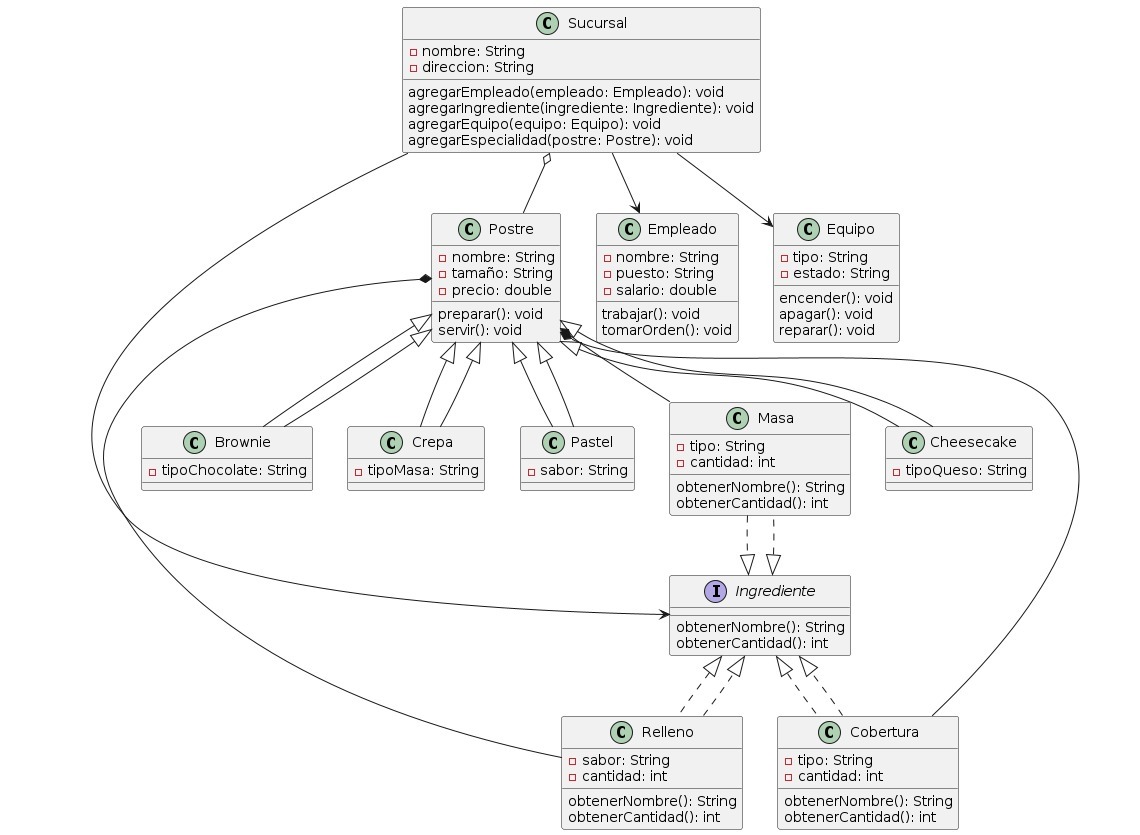 C Sucursal
nombre: String
direccion: String
agregarEmpleado(empleado: Empleado): void
agregarIngrediente(ingrediente: Ingrediente): void
agregarEquipo(equipo: Equipo): void
agregarEspecialidad(postre: Postre): void
C Postre
nombre: String
tamaño: String
precio: double
preparar(): void
servir(): void
C Empleado
nombre: String
puesto: String
salario: double
trabajar(): void
tomarOrden(): void
C Equipo
tipo: String
estado: String
encender(): void
apagar(): void
reparar(): void
C Brownie
tipoChocolate: String
C Crepa
tipoMasa: String
C Pastel
sabor: String
C Masa
tipo: String
cantidad: int
obtenerNombre(): String
obtenerCantidad(): int
C Cheesecake
tipoQueso: String
I Ingrediente
obtenerNombre(): String
obtenerCantidad(): int
C Relleno
sabor: String
cantidad: int
obtenerNombre(): String
obtenerCantidad(): int
C Cobertura
tipo: String
cantidad: int
obtenerNombre(): String
obtenerCantidad(): int